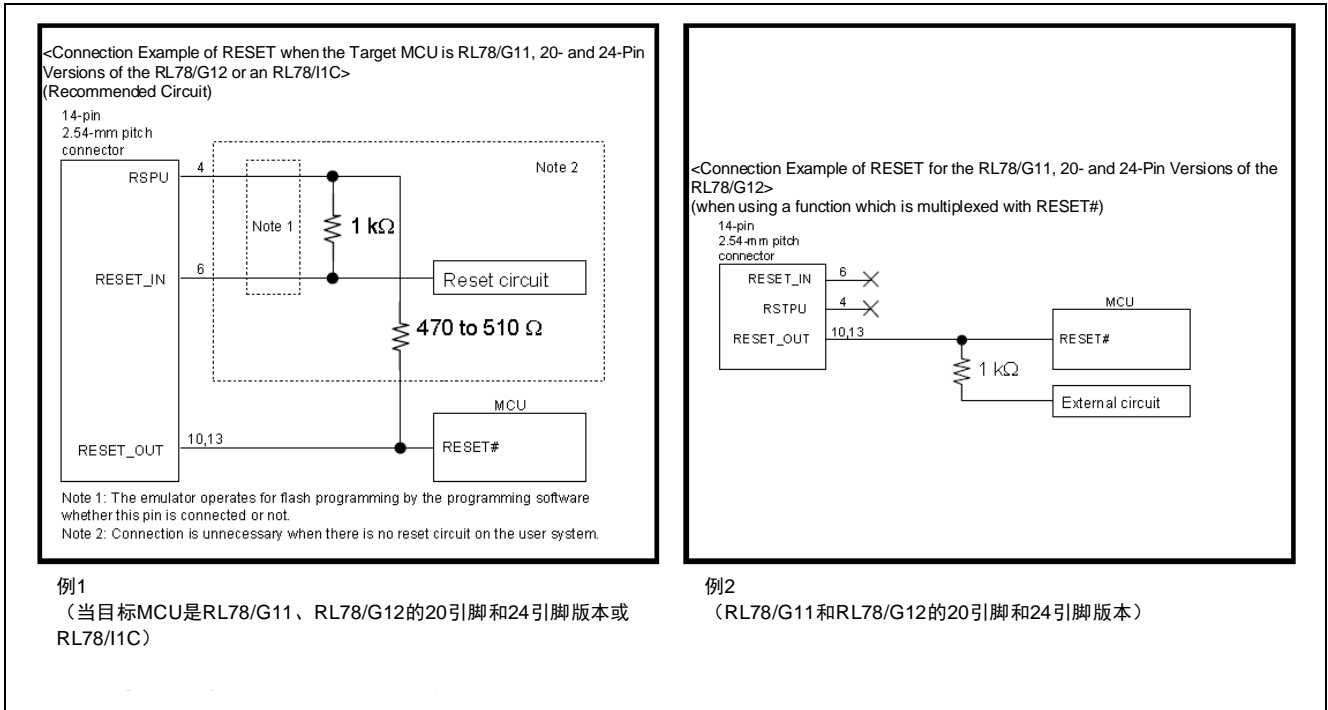 <Connection Example of RESET when the Target MCU is RL78/G11, 20- and 24-Pin
Versions of the RL78/G12 or an RL78/I1C>
(Recommended Circuit)
14-pin
2.54-mm pitch
connector
RSPU
4
Note 1
1 kΩ
Note 2
RESET_IN
6
Reset circuit
470 to 510 Ω
MCU
RESET_OUT
10,13
RESET#
Note 1: The emulator operates for flash programming by the programming software
whether this pin is connected or not.
Note 2: Connection is unnecessary when there is no reset circuit on the user system.
例1
（当目标MCU是RL78/G11、RL78/G12的20引脚和24引脚版本或
RL78/I1C）
<Connection Example of RESET for the RL78/G11, 20- and 24-Pin Versions of the
RL78/G12>
(when using a function which is multiplexed with RESET#)
14-pin
2.54-mm pitch
connector
RESET_IN
6
RSTPU
4
MCU
RESET_OUT
10,13
RESET#
1 kΩ
External circuit
例2
（RL78/G11和RL78/G12的20引脚和24引脚版本）